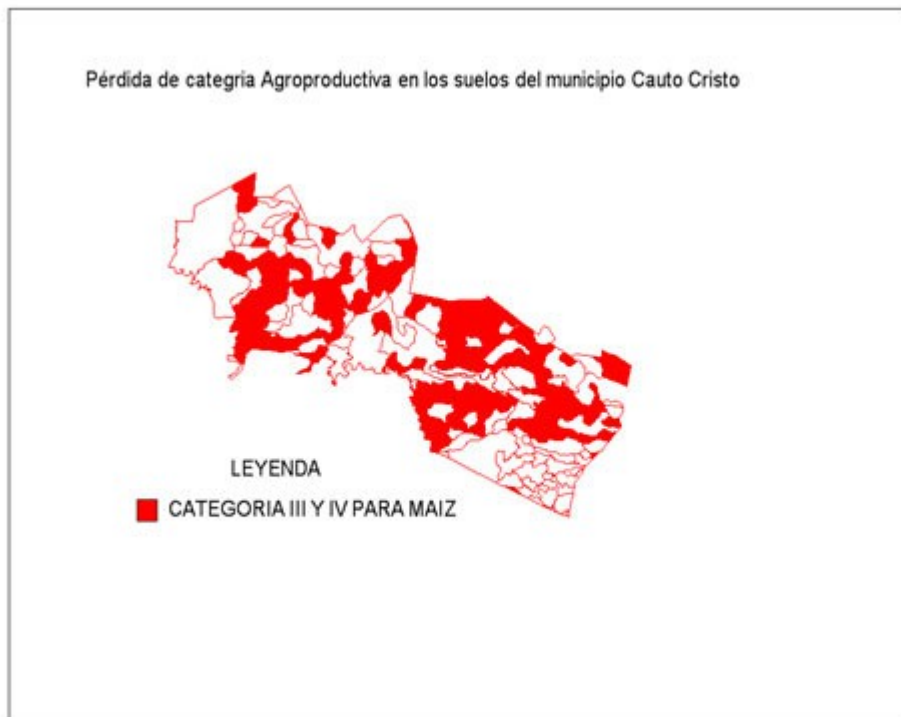 Pérdida de categria Agroproductiva en los suelos del municipio Cauto Cristo
LEYENDA
CATEGORIA III Y IV PARA MAIZ